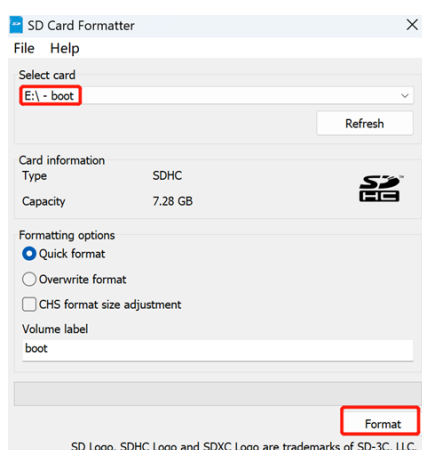 SD Card Formatter
File Help
Select card
E:\ - boot
Refresh
Card information
Type SDHC
Capacity 7.28 GB
SD
HC
Formatting options
Quick format
Overwrite format
CHS format size adjustment
Volume label
boot
Format
SD Logo, SDHC Logo and SDXC Logo are trademarks of SD-3C, LLC.